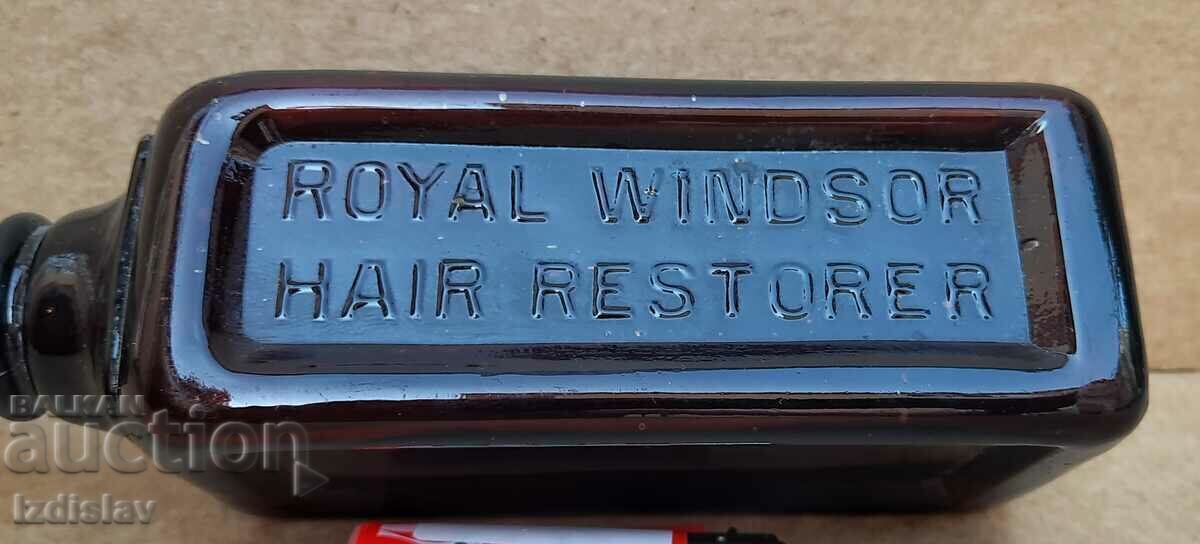 ROYAL WINDSOR
HAIR RESTORER
BALKAN
auction
Izdislav